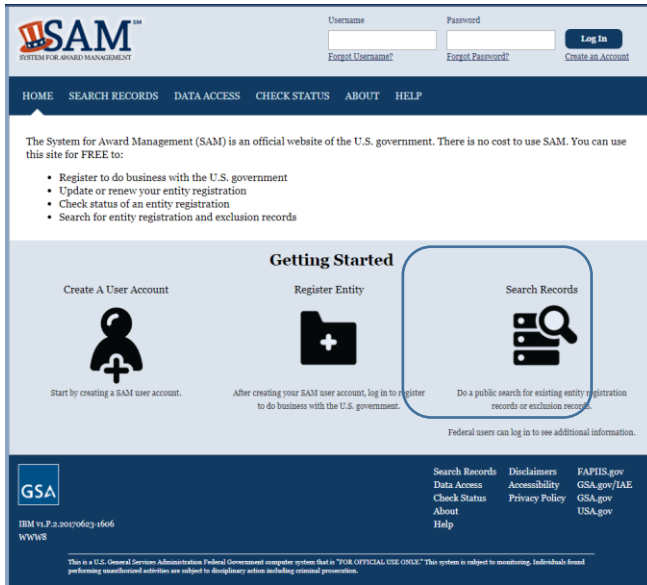 Username Password
SAM SM
SYSTEM FOR AWARD MANAGEMENT
Log In
Forgot Username? Forgot Password? Create an Account
HOME SEARCH RECORDS DATA ACCESS CHECK STATUS ABOUT HELP
The System for Award Management (SAM) is an official website of the U.S. government. There is no cost to use SAM. You can use
this site for FREE to:
• Register to do business with the U.S. government
• Update or renew your entity registration
• Check status of an entity registration
• Search for entity registration and exclusion records
Getting Started
Create A User Account
Start by creating a SAM user account.
Register Entity
After creating your SAM user account, log in to register
to do business with the U.S. government.
Search Records
Do a public search for existing entity registration
records or exclusion records.
Federal users can log in to see additional information.
GSA
IBM v1.P.2.20170623-1606
WWW8
Search Records
Data Access
Check Status
About
Help
Disclaimers
Accessibility
Privacy Policy
FAPIIS.gov
GSA.gov/IAE
GSA.gov
USA.gov
This is a U.S. General Services Administration Federal Government computer system that is "FOR OFFICIAL USE ONLY." This system is subject to monitoring. Individuals found
performing unauthorized activities are subject to disciplinary action including criminal prosecution.